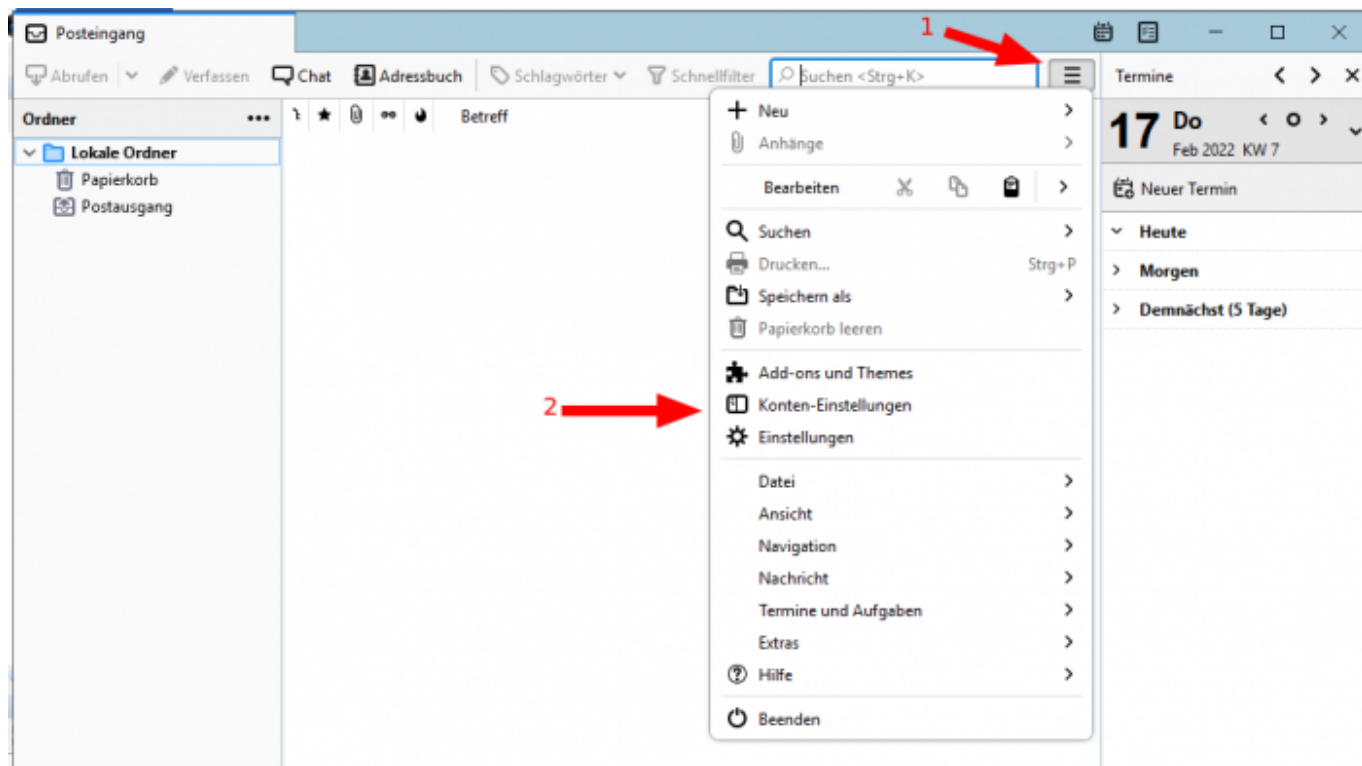 Posteingang
1
Abrufen Verfassen Chat Adressbuch Schlagwörter Schnellfilter Suchen <Strg+K>
Termine
Ordner
Betreff
Lokale Ordner
Papierkorb
Postausgang
Neu
Anhänge
Bearbeiten
Suchen
Drucken... Strg+P
Speichern als
Papierkorb leeren
Add-ons und Themes
2
Konten-Einstellungen
Einstellungen
Datei
Ansicht
Navigation
Nachricht
Termine und Aufgaben
Extras
Hilfe
Beenden
17 Do
Feb 2022 KW 7
Neuer Termin
Heute
Morgen
Demnächst (5 Tage)